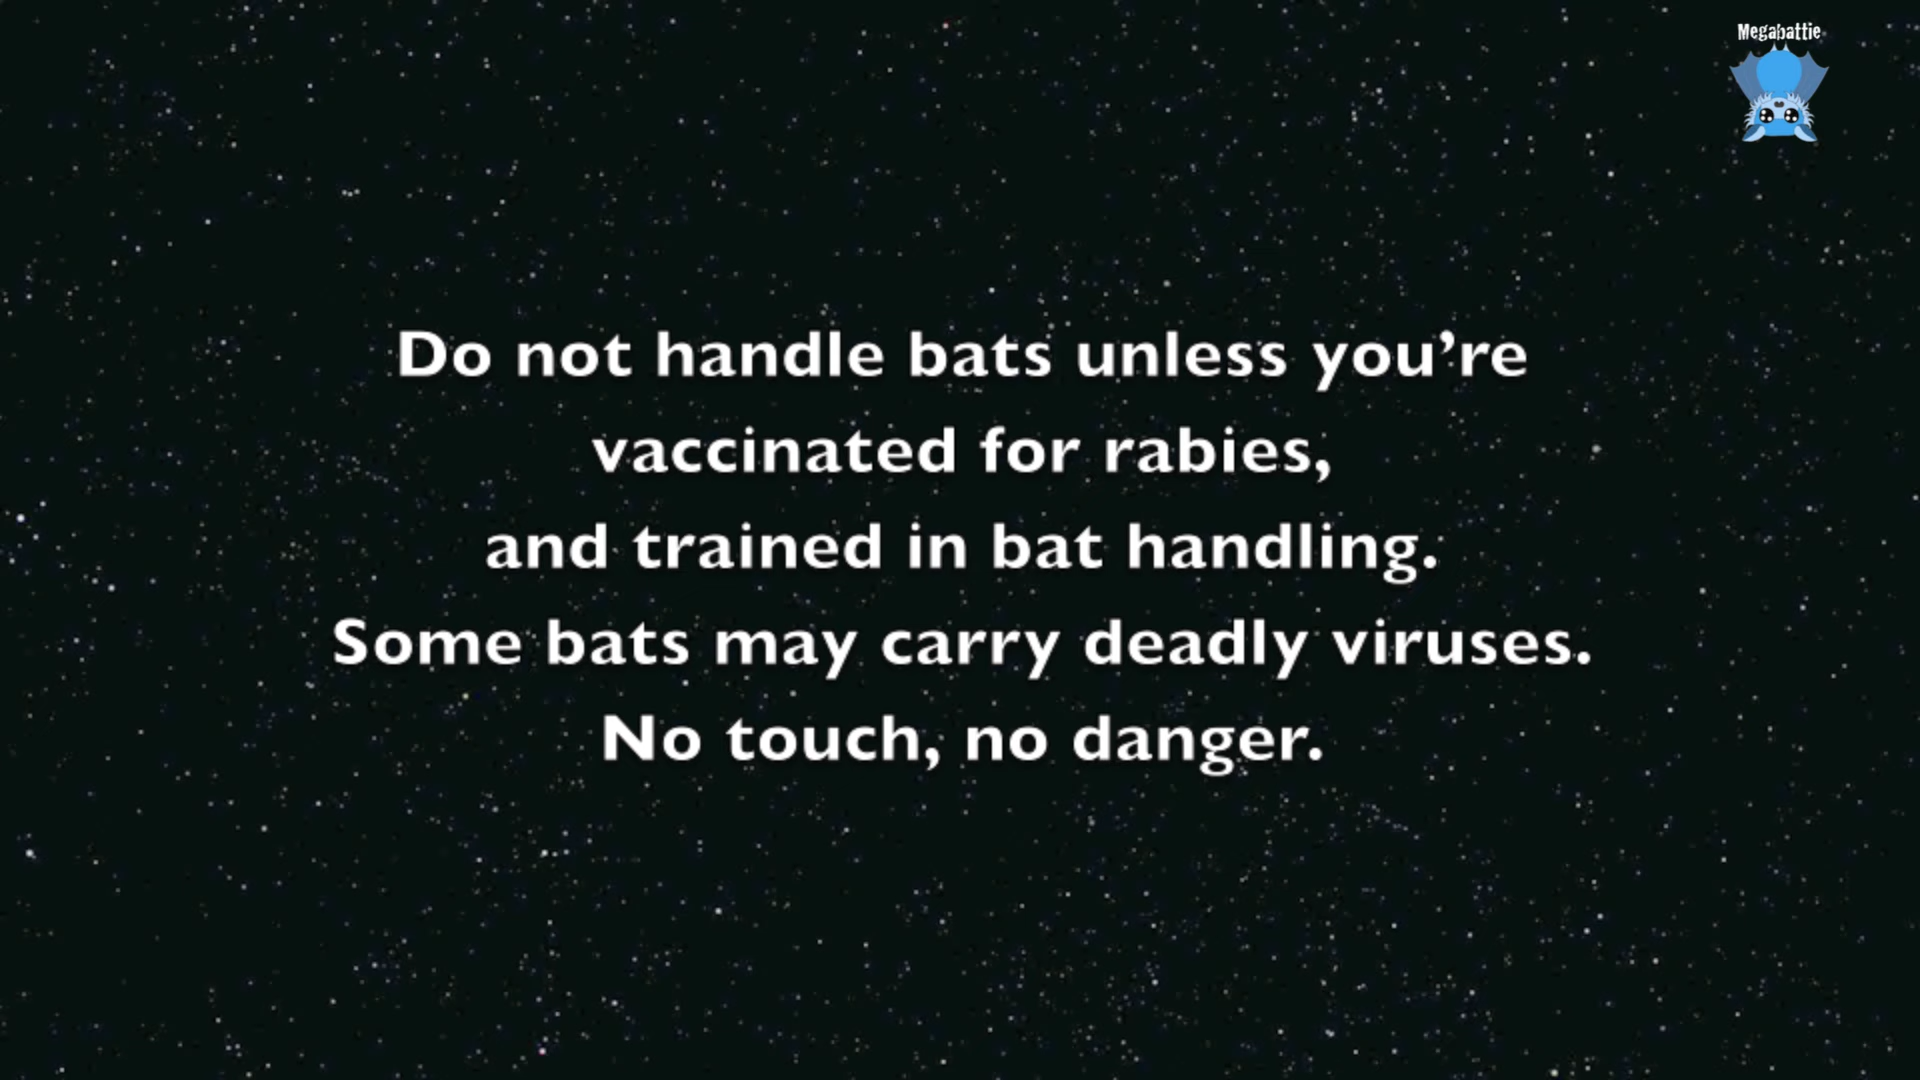 Megabattie
Do not handle bats unless you’re
vaccinated for rabies,
and trained in bat handling.
Some bats may carry deadly viruses.
No touch, no danger.